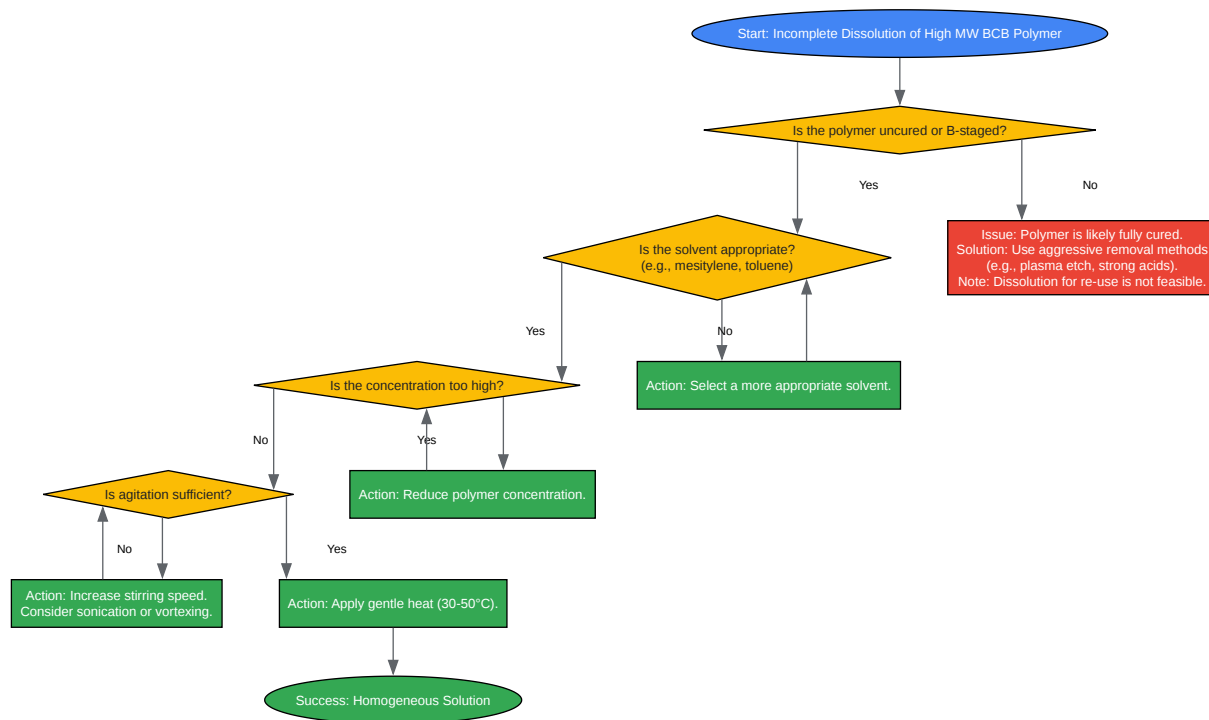 Start: Incomplete Dissolution of High MW BCB Polymer
Is the polymer uncured or B-staged?
Yes
No
Is the solvent appropriate?
(e.g., mesitylene, toluene)
Issue: Polymer is likely fully cured.
Solution: Use aggressive removal methods
(e.g., plasma etch, strong acids).
Note: Dissolution for re-use is not feasible.
Yes
No
Is the concentration too high?
Action: Select a more appropriate solvent.
No
Yes
Is agitation sufficient?
Action: Reduce polymer concentration.
No
Yes
Action: Increase stirring speed.
Consider sonication or vortexing.
Action: Apply gentle heat (30-50°C).
Success: Homogeneous Solution